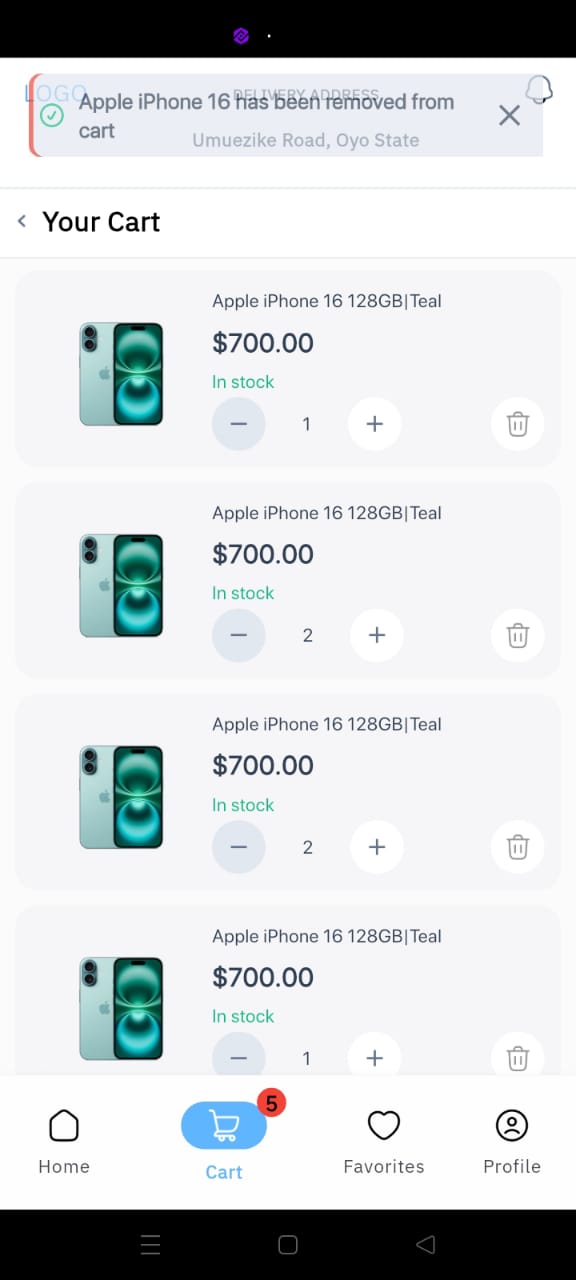 LOGO
DELIVERY ADDRESS
Umuezike Road, Oyo State
Apple iPhone 16 has been removed from
cart
Your Cart
Apple iPhone 16 128GB|Teal
$700.00
In stock
1
Apple iPhone 16 128GB|Teal
$700.00
In stock
2
Apple iPhone 16 128GB|Teal
$700.00
In stock
2
Apple iPhone 16 128GB|Teal
$700.00
In stock
1
5
Home
Cart
Favorites
Profile